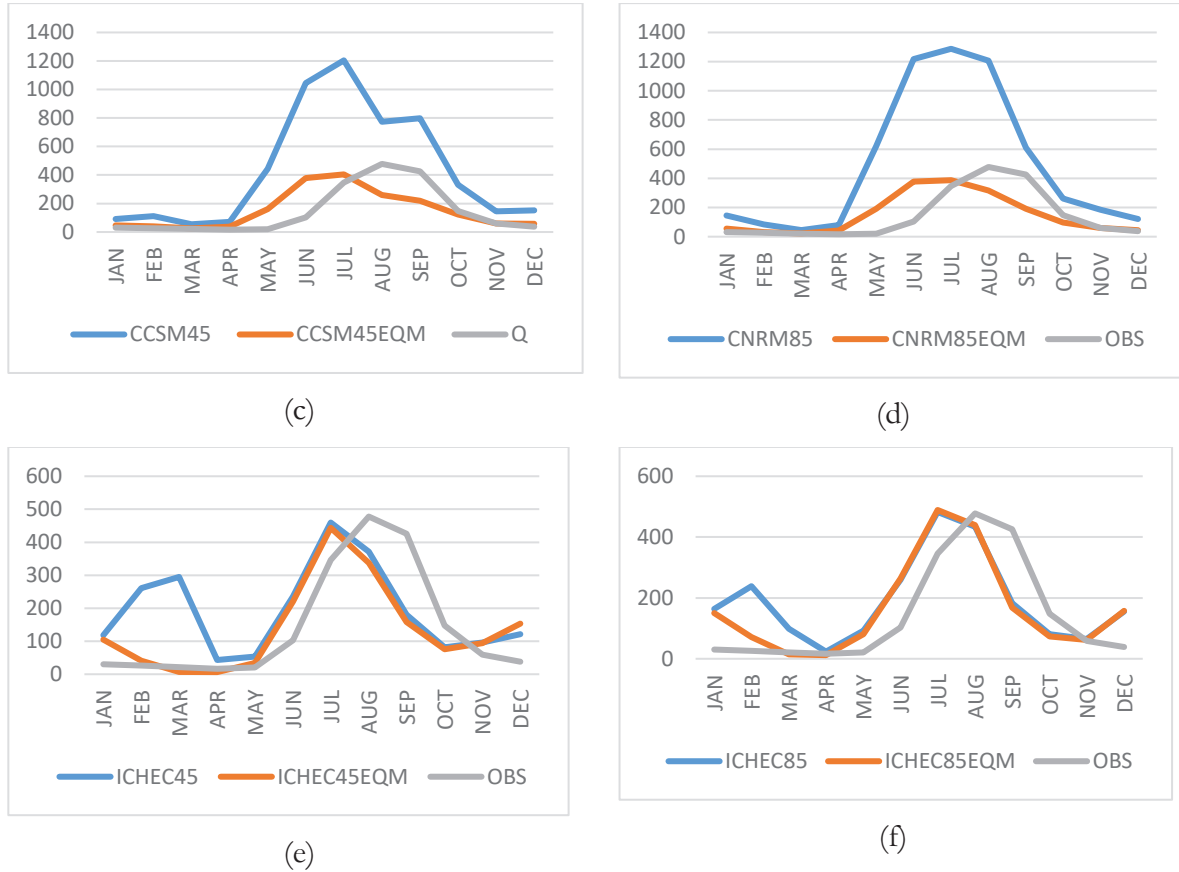 1400
1200
1000
800
600
400
200
0
JAN FEB MAR APR MAY JUN JUL AUG SEP OCT NOV DEC
CCSM45 CCSM45EQM Q
(c)
1400
1200
1000
800
600
400
200
0
JAN FEB MAR APR MAY JUN JUL AUG SEP OCT NOV DEC
CNRM85 CNRM85EQM OBS
(d)
600
500
400
300
200
100
0
JAN FEB MAR APR MAY JUN JUL AUG SEP OCT NOV DEC
ICHEC45 ICHEC45EQM OBS
(e)
600
400
200
0
JAN FEB MAR APR MAY JUN JUL AUG SEP OCT NOV DEC
ICHEC85 ICHEC85EQM OBS
(f)